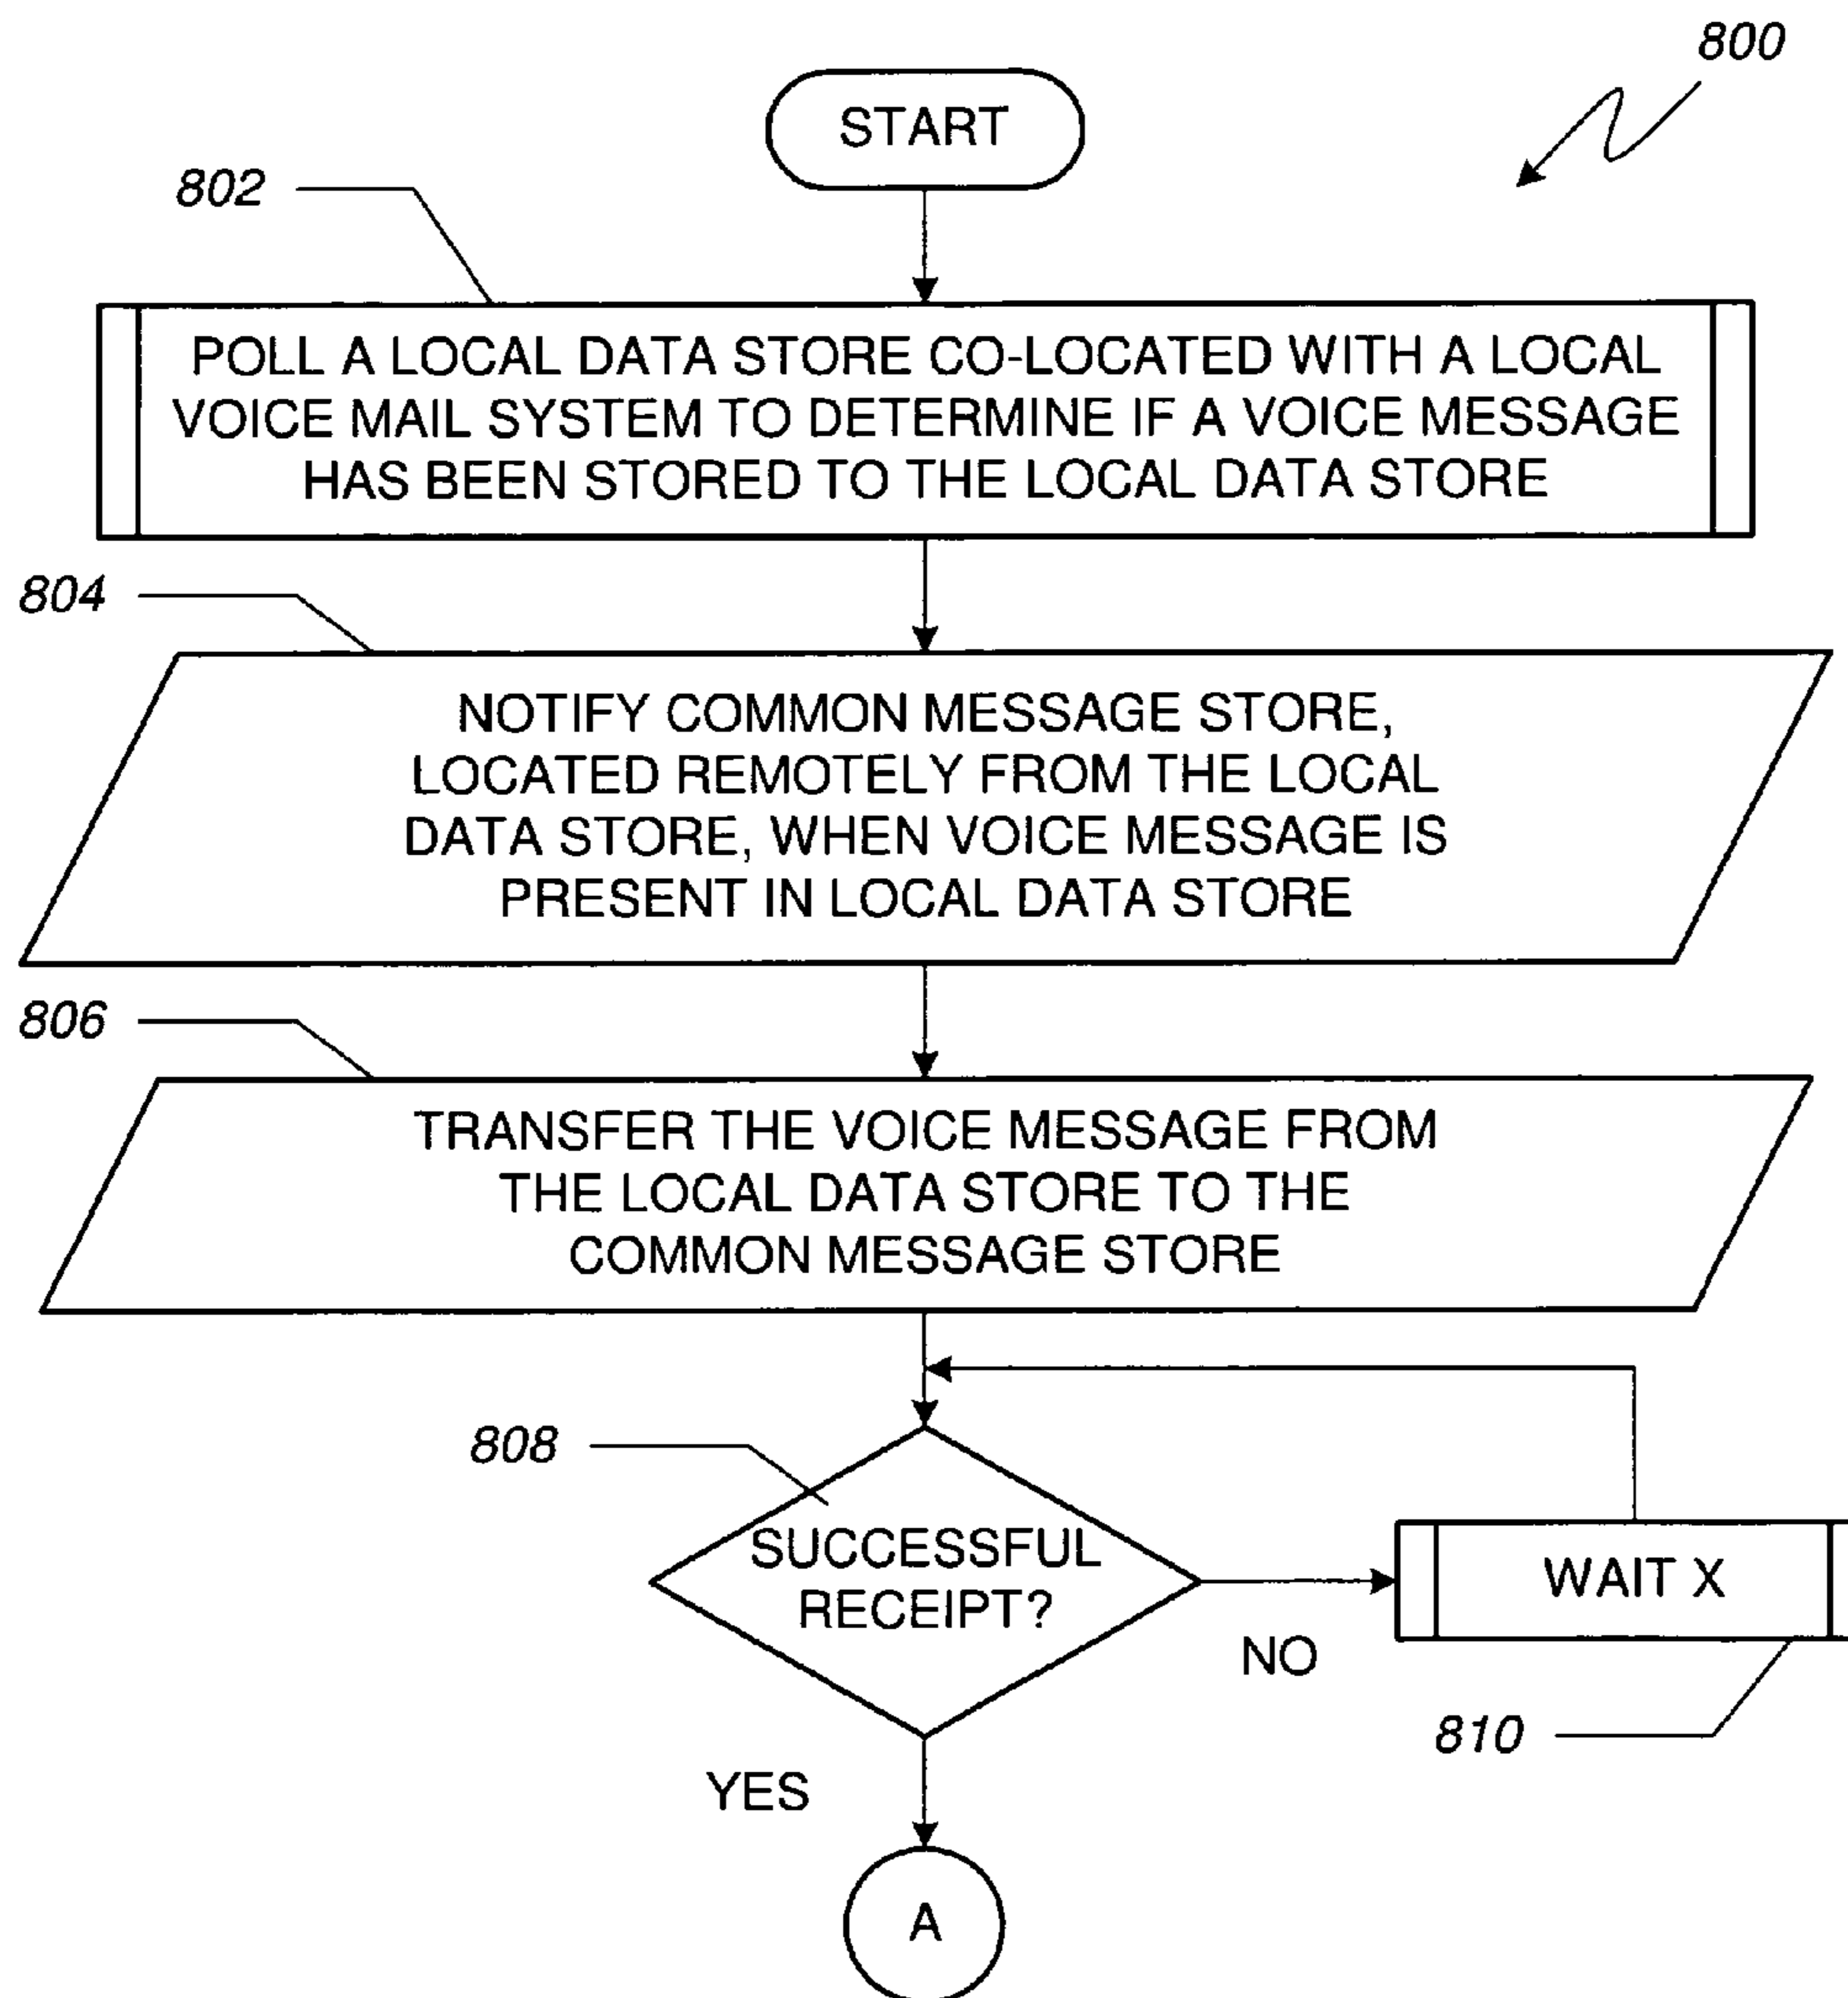 800
START
802
POLL A LOCAL DATA STORE CO-LOCATED WITH A LOCAL
VOICE MAIL SYSTEM TO DETERMINE IF A VOICE MESSAGE
HAS BEEN STORED TO THE LOCAL DATA STORE
804
NOTIFY COMMON MESSAGE STORE,
LOCATED REMOTELY FROM THE LOCAL
DATA STORE, WHEN VOICE MESSAGE IS
PRESENT IN LOCAL DATA STORE
806
TRANSFER THE VOICE MESSAGE FROM
THE LOCAL DATA STORE TO THE
COMMON MESSAGE STORE
808
SUCCESSFUL
RECEIPT?
WAIT X
NO
810
YES
A